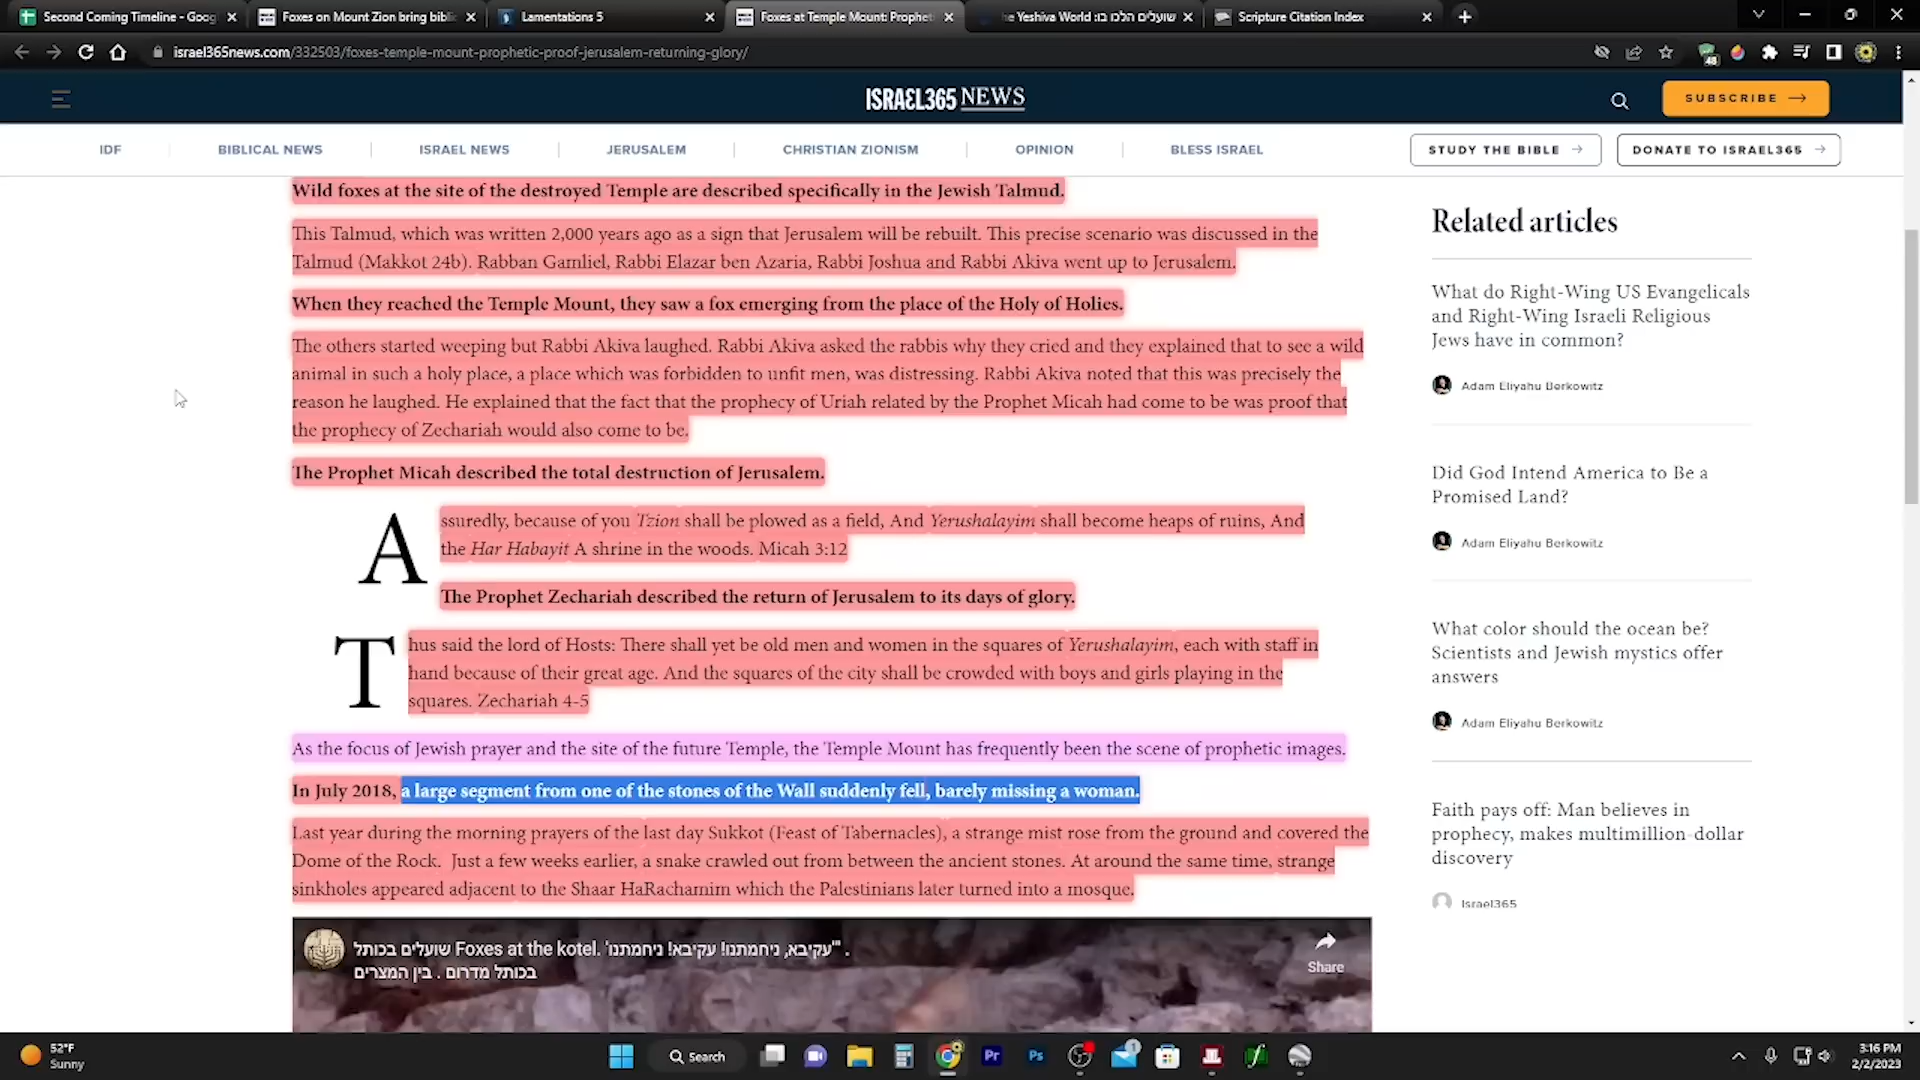 Second Coming Timeline - Goog
Foxes on Mount Zion bring bibli
Lamentations 5
Foxes at Temple Mount: Prophet
he Yeshiva World שועלים הלכו בו:
Scripture Citation Index
israel365news.com/332503/foxes-temple-mount-prophetic-proof-jerusalem-returning-glory/
48
ISRAEL365 NEWS
SUBSCRIBE →
IDF
BIBLICAL NEWS
ISRAEL NEWS
JERUSALEM
CHRISTIAN ZIONISM
OPINION
BLESS ISRAEL
STUDY THE BIBLE →
DONATE TO ISRAEL365 →
Wild foxes at the site of the destroyed Temple are described specifically in the Jewish Talmud.
This Talmud, which was written 2,000 years ago as a sign that Jerusalem will be rebuilt. This precise scenario was discussed in the
Talmud (Makkot 24b). Rabban Gamliel, Rabbi Elazar ben Azaria, Rabbi Joshua and Rabbi Akiva went up to Jerusalem.
When they reached the Temple Mount, they saw a fox emerging from the place of the Holy of Holies.
The others started weeping but Rabbi Akiva laughed. Rabbi Akiva asked the rabbis why they cried and they explained that to see a wild
animal in such a holy place, a place which was forbidden to unfit men, was distressing. Rabbi Akiva noted that this was precisely the
reason he laughed. He explained that the fact that the prophecy of Uriah related by the Prophet Micah had come to be was proof that
the prophecy of Zechariah would also come to be.
The Prophet Micah described the total destruction of Jerusalem.
Assuredly, because of you Tzion shall be plowed as a field, And Yerushalayim shall become heaps of ruins, And
the Har Habayit A shrine in the woods. Micah 3:12
The Prophet Zechariah described the return of Jerusalem to its days of glory.
Thus said the lord of Hosts: There shall yet be old men and women in the squares of Yerushalayim, each with staff in
hand because of their great age. And the squares of the city shall be crowded with boys and girls playing in the
squares. Zechariah 4-5
As the focus of Jewish prayer and the site of the future Temple, the Temple Mount has frequently been the scene of prophetic images.
In July 2018, a large segment from one of the stones of the Wall suddenly fell, barely missing a woman.
Last year during the morning prayers of the last day Sukkot (Feast of Tabernacles), a strange mist rose from the ground and covered the
Dome of the Rock. Just a few weeks earlier, a snake crawled out from between the ancient stones. At around the same time, strange
sinkholes appeared adjacent to the Shaar HaRachamim which the Palestinians later turned into a mosque.
שועלים בכותל Foxes at the kotel. 'עקיבא, ניחמתנו! עקיבא! ניחמתנו'" .
בכותל מדרום . בין המצרים
Share
Related articles
What do Right-Wing US Evangelicals
and Right-Wing Israeli Religious
Jews have in common?
Adam Eliyahu Berkowitz
Did God Intend America to Be a
Promised Land?
Adam Eliyahu Berkowitz
What color should the ocean be?
Scientists and Jewish mystics offer
answers
Adam Eliyahu Berkowitz
Faith pays off: Man believes in
prophecy, makes multimillion-dollar
discovery
Israel365
52°F
Sunny
Search
Pr
Ps
1
3:16 PM
2/2/2023